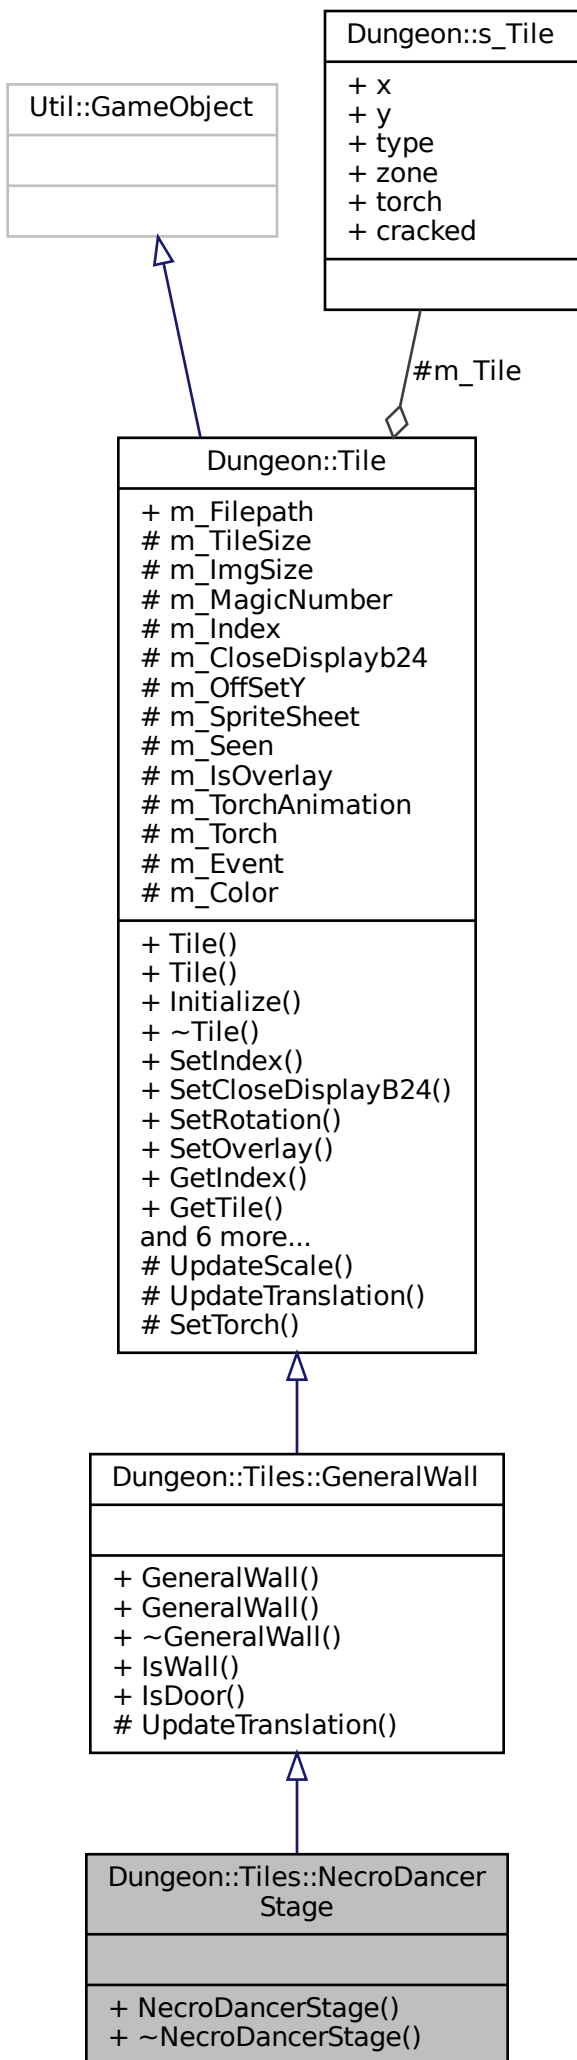 Dungeon::s_Tile
+ x
+ y
+ type
+ zone
+ torch
+ cracked
Util::GameObject
#m_Tile
Dungeon::Tile
+ m_Filepath
# m_TileSize
# m_ImgSize
# m_MagicNumber
# m_Index
# m_CloseDisplayb24
# m_OffSetY
# m_SpriteSheet
# m_Seen
# m_IsOverlay
# m_TorchAnimation
# m_Torch
# m_Event
# m_Color
+ Tile()
+ Tile()
+ Initialize()
+ ~Tile()
+ SetIndex()
+ SetCloseDisplayB24()
+ SetRotation()
+ SetOverlay()
+ GetIndex()
+ GetTile()
and 6 more...
# UpdateScale()
# UpdateTranslation()
# SetTorch()
Dungeon::Tiles::GeneralWall
+ GeneralWall()
+ GeneralWall()
+ ~GeneralWall()
+ IsWall()
+ IsDoor()
# UpdateTranslation()
Dungeon::Tiles::NecroDancer
Stage
+ NecroDancerStage()
+ ~NecroDancerStage()